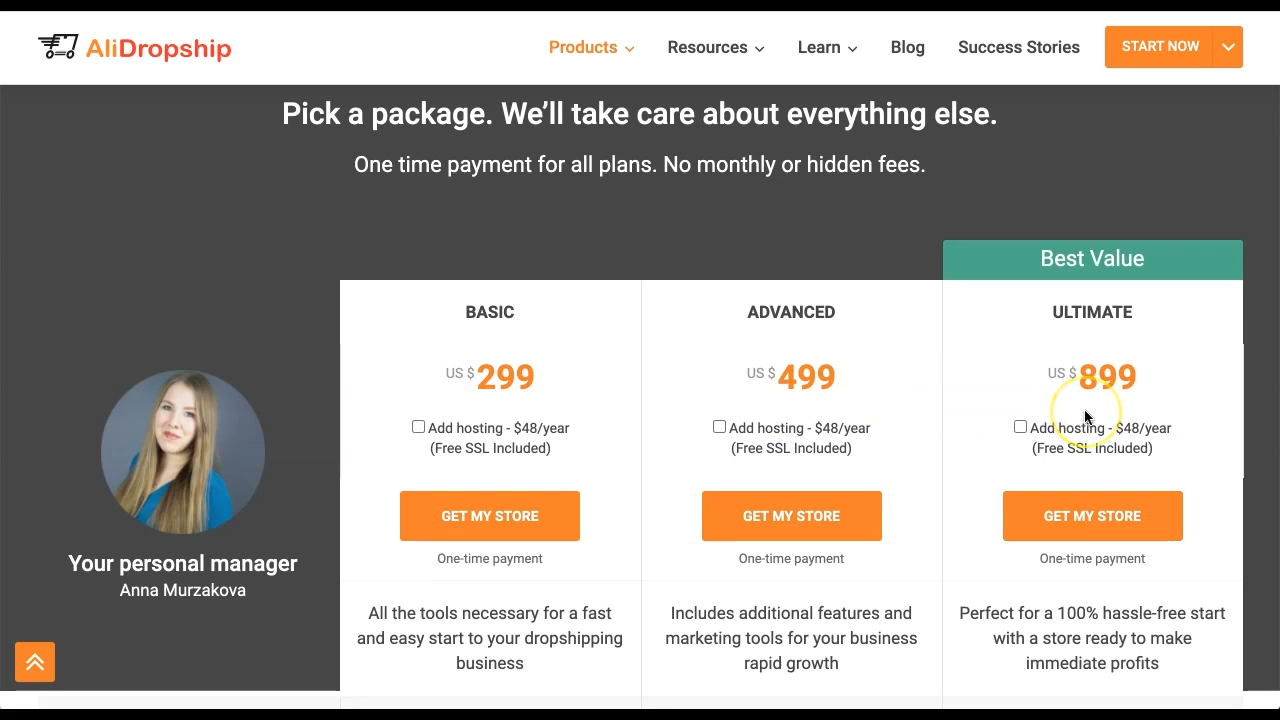 AliDropship
Products
Resources
Learn
Blog
Success Stories
START NOW
Pick a package. We'll take care about everything else.
One time payment for all plans. No monthly or hidden fees.
Best Value
BASIC
ADVANCED
ULTIMATE
US $299
US $499
US $899
Add hosting - $48/year
(Free SSL Included)
Add hosting - $48/year
(Free SSL Included)
Add hosting - $48/year
(Free SSL Included)
GET MY STORE
GET MY STORE
GET MY STORE
One-time payment
One-time payment
One-time payment
Your personal manager
Anna Murzakova
All the tools necessary for a fast
and easy start to your dropshipping
business
Includes additional features and
marketing tools for your business
rapid growth
Perfect for a 100% hassle-free start
with a store ready to make
immediate profits